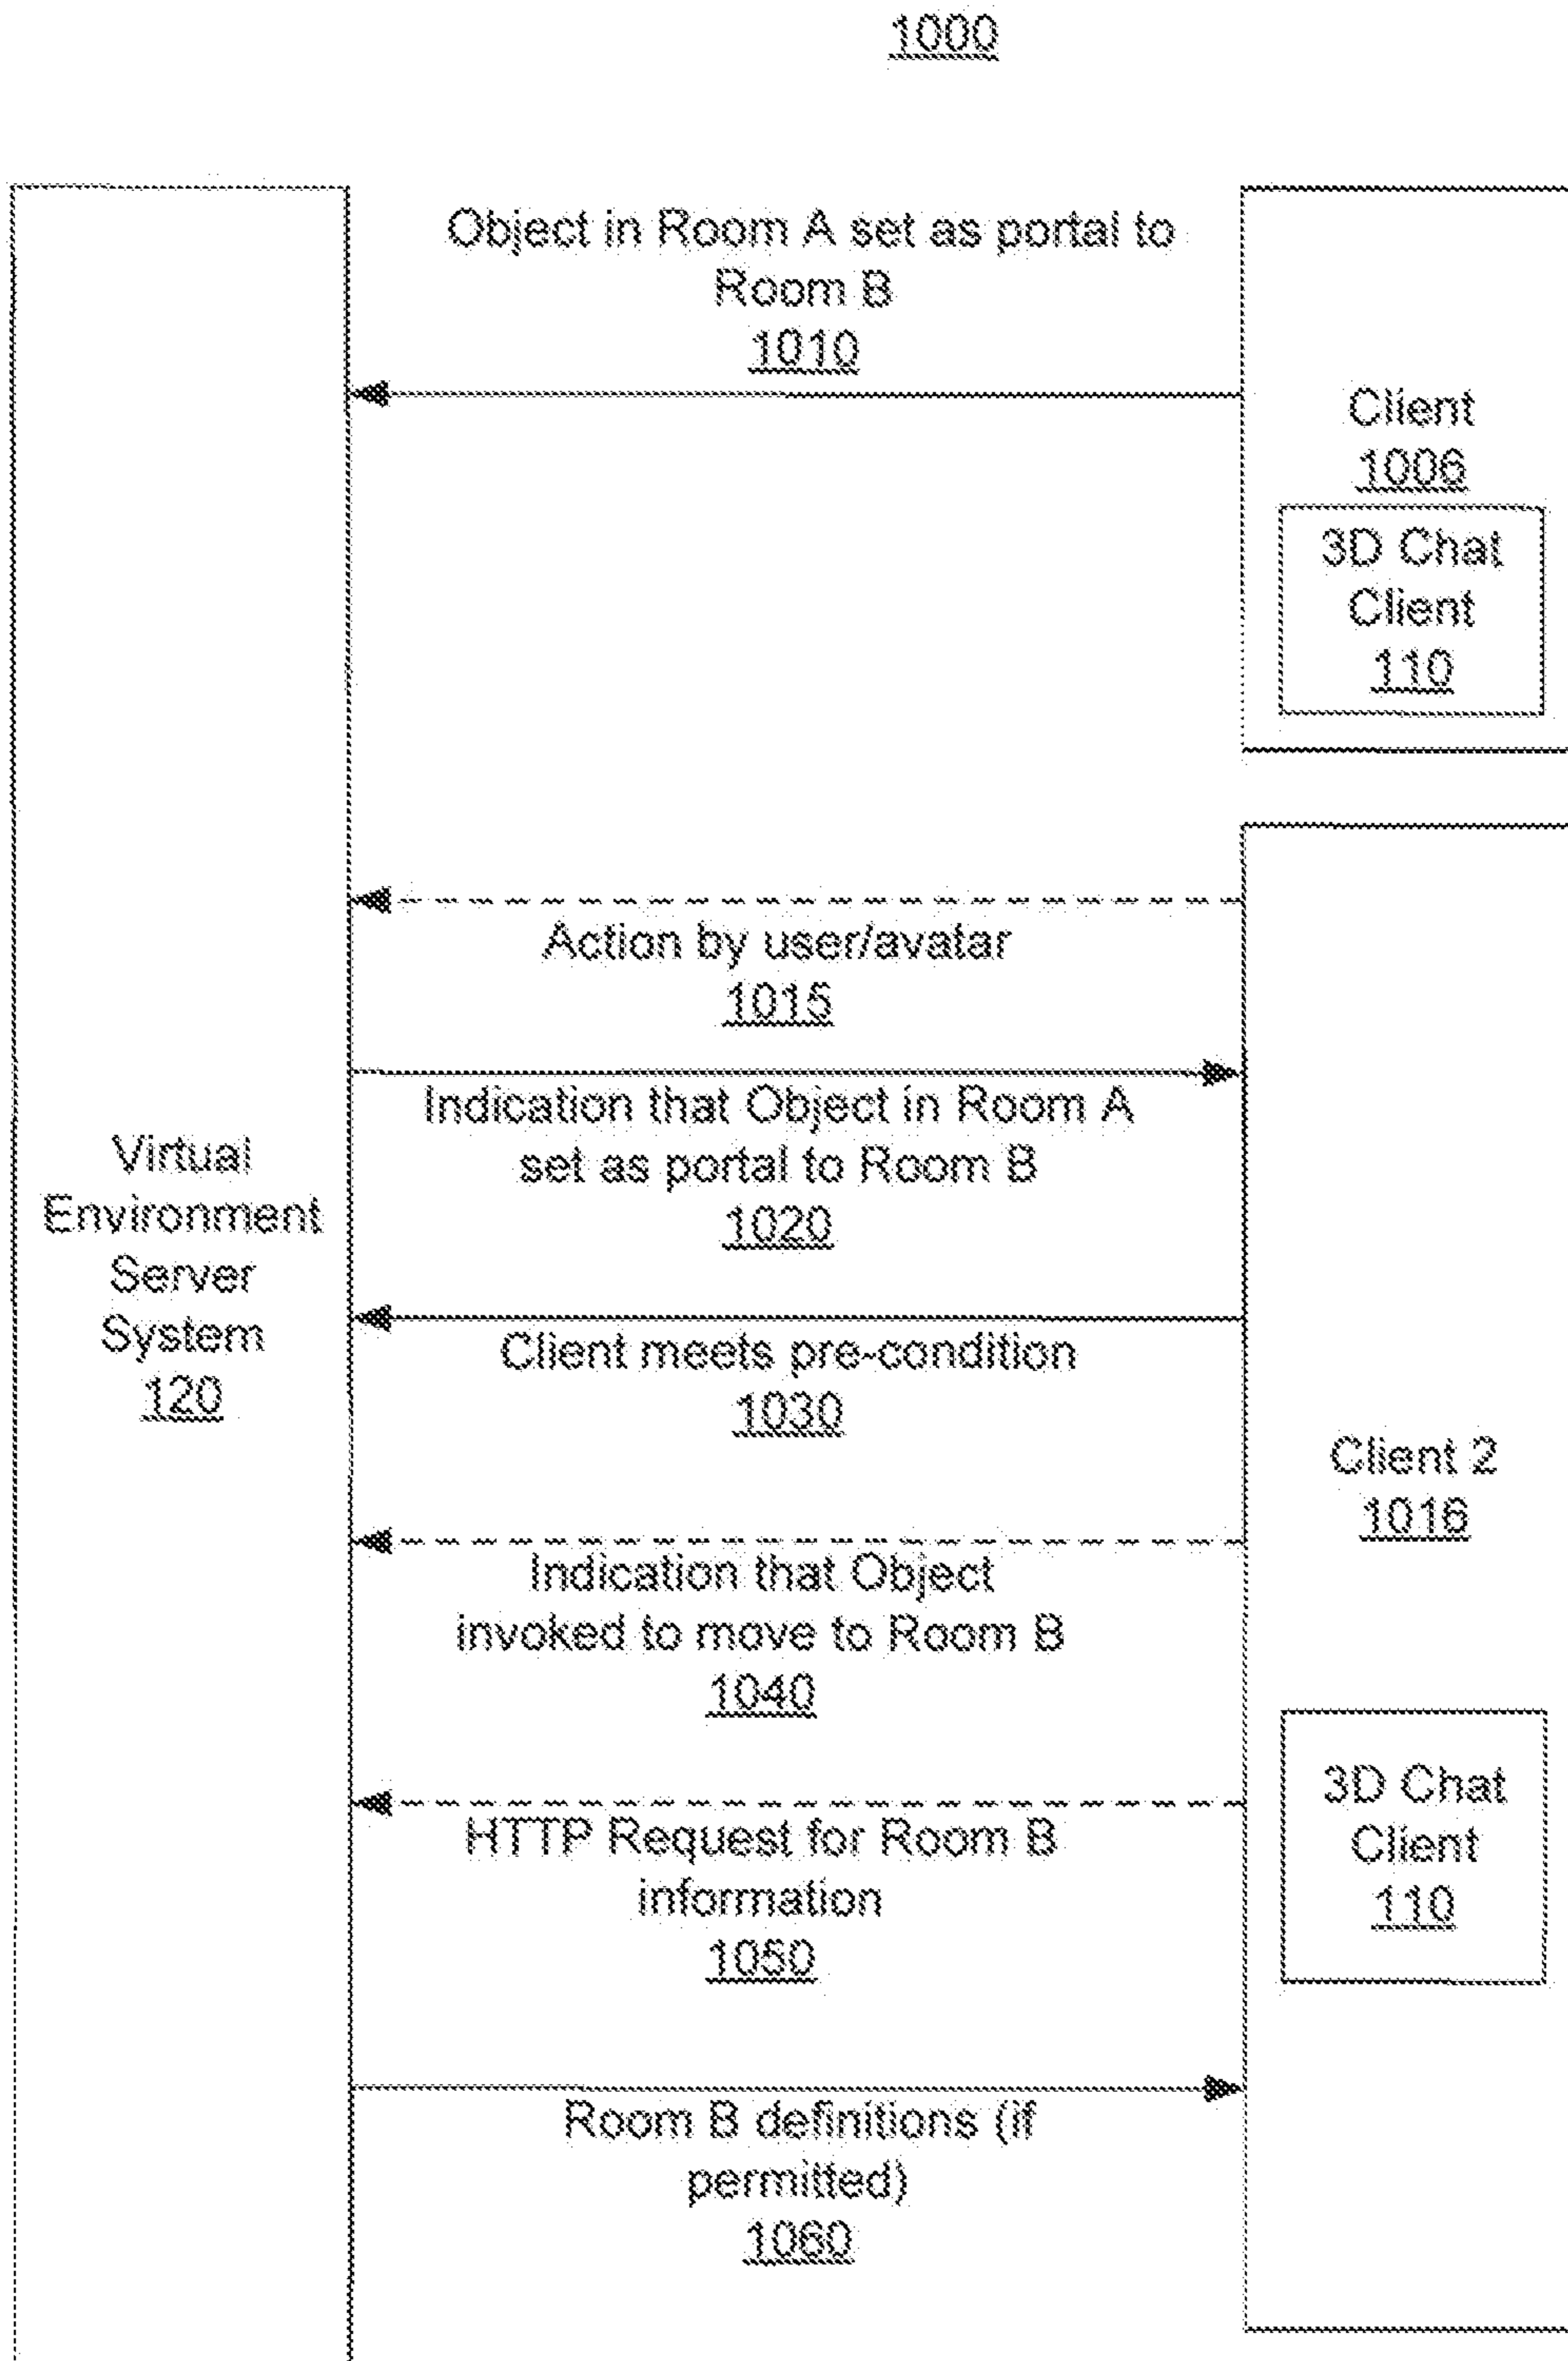 1000
Object in Room A set as portal to
Room B
1010
Client
1006
3D Chat
Client
110
Action by user/avatar
1015
Indication that Object in Room A
set as portal to Room B
1020
Virtual
Environment
Server
System
120
Client meets pre-condition
1030
Client 2
1016
Indication that Object
invoked to move to Room B
1040
HTTP Request for Room B
information
1050
3D Chat
Client
110
Room B definitions (if
permitted)
1060